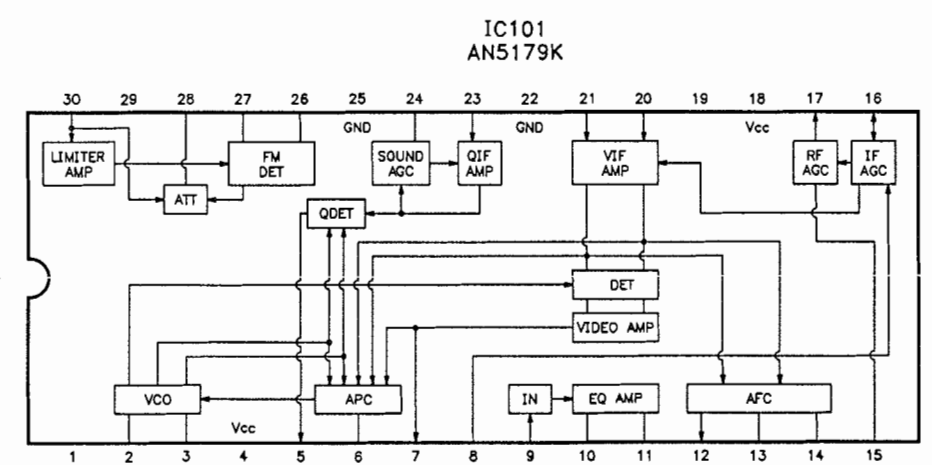 IC101
AN5179K
30 29 28 27 26 25 24 23 22 21 20 19 18 17 16
GND GND Vcc
LIMITER AMP
FM DET
SOUND AGC
QIF AMP
VIF AMP
RF AGC
IF AGC
ATT
QDET
DET
VIDEO AMP
VCO
APC
IN
EQ AMP
AFC
Vcc
1 2 3 4 5 6 7 8 9 10 11 12 13 14 15